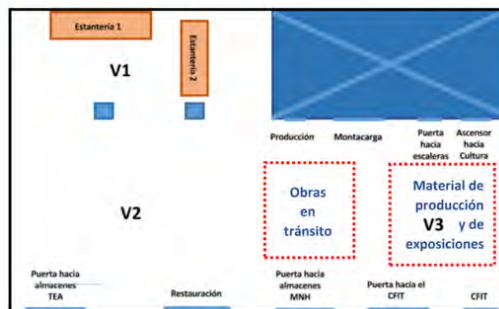 Estantería 1
Estantería 2
V1
Producción
Montacarga
Puerta
hacia
escaleras
Ascensor
hacia
Cultura
V2
Obras
en
tránsito
Material de
producción
V3 y de
exposiciones
Puerta hacia
almacenes
TEA
Restauración
Puerta hacia
almacenes
MNH
Puerta hacia el
CFIT
CFIT